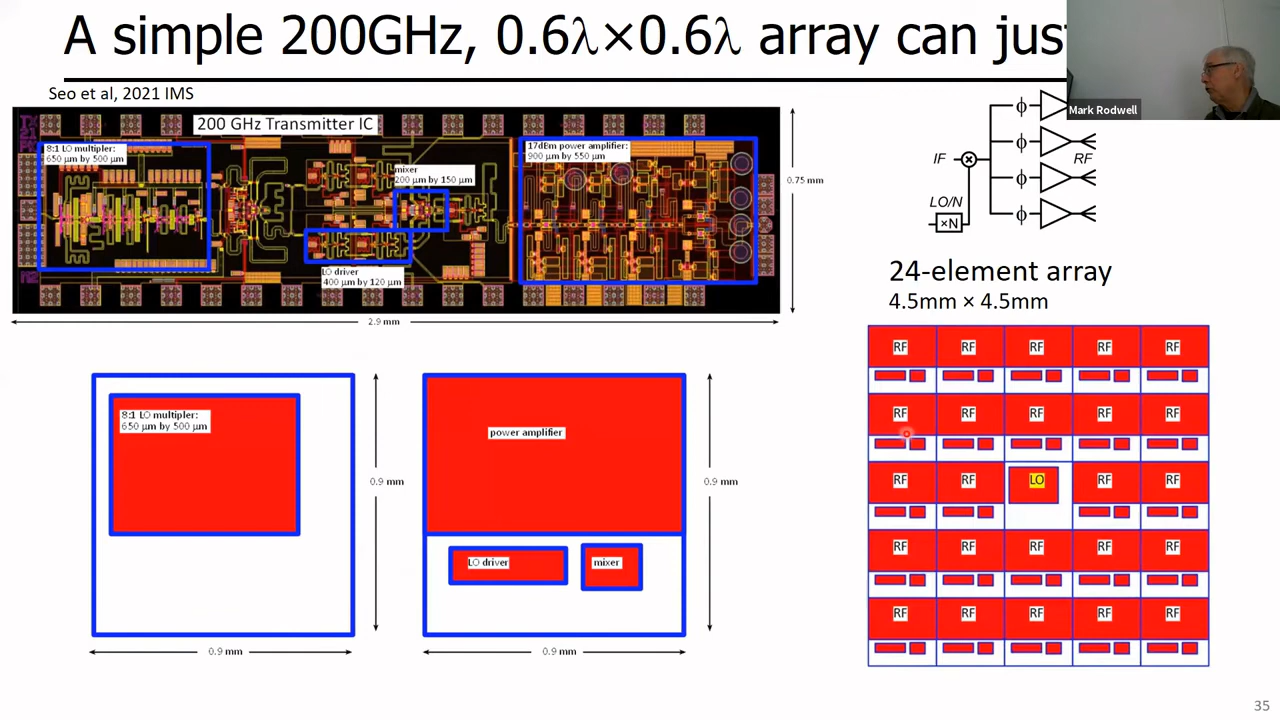 A simple 200GHz, 0.6λ×0.6λ array can just
Mark Rodwell
Seo et al, 2021 IMS
200 GHz Transmitter IC
8:1 LO multipler:
650 μm by 500 μm
mixer
200 μm by 150 μm
17dBm power amplifier:
900 μm by 550 μm
LO driver
400 μm by 120 μm
0.75 mm
2.9 mm
IF
LO/N
×N
ϕ
ϕ
ϕ
ϕ
RF
24-element array
4.5mm × 4.5mm
8:1 LO multipler:
650 μm by 500 μm
0.9 mm
0.9 mm
power amplifier
LO driver
mixer
0.9 mm
0.9 mm
RF RF RF RF RF
RF RF RF RF RF
RF RF LO RF RF
RF RF RF RF RF
RF RF RF RF RF
35